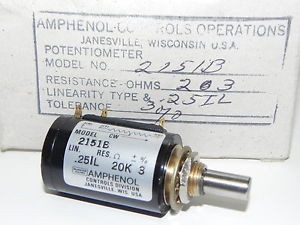 AMPHENOL-CONTROLS OPERATIONS
JANESVILLE, WISCONSIN U.S.A.
POTENTIOMETER
MODEL NO. 2151B
RESISTANCE-OHMS 203
LINEARITY TYPE & .25IL
TOLERANCE
MODEL CW
2151B
LIN. RES. Ω ± %
.25IL 20K 3
AMPHENOL
CONTROLS DIVISION
JANESVILLE, WIS. USA